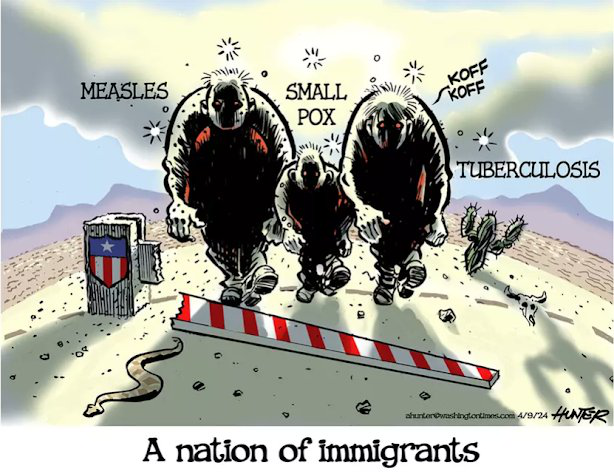 MEASLES
SMALL
POX
KOFF
KOFF
TUBERCULOSIS
ahunter@washingtontimes.com 4/9/24 HUNTER
A nation of immigrants